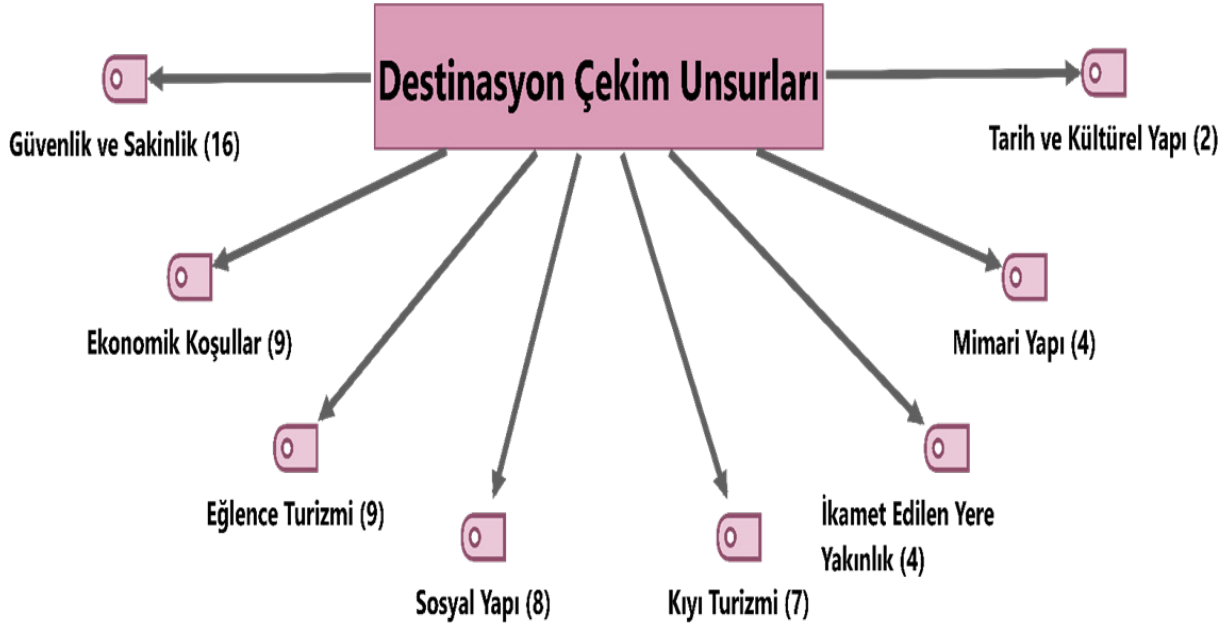 Destinasyon Çekim Unsurları
Güvenlik ve Sakinlik (16)
Tarih ve Kültürel Yapı (2)
Ekonomik Koşullar (9)
Mimari Yapı (4)
Eğlence Turizmi (9)
İkamet Edilen Yere
Yakınlık (4)
Sosyal Yapı (8)
Kıyı Turizmi (7)